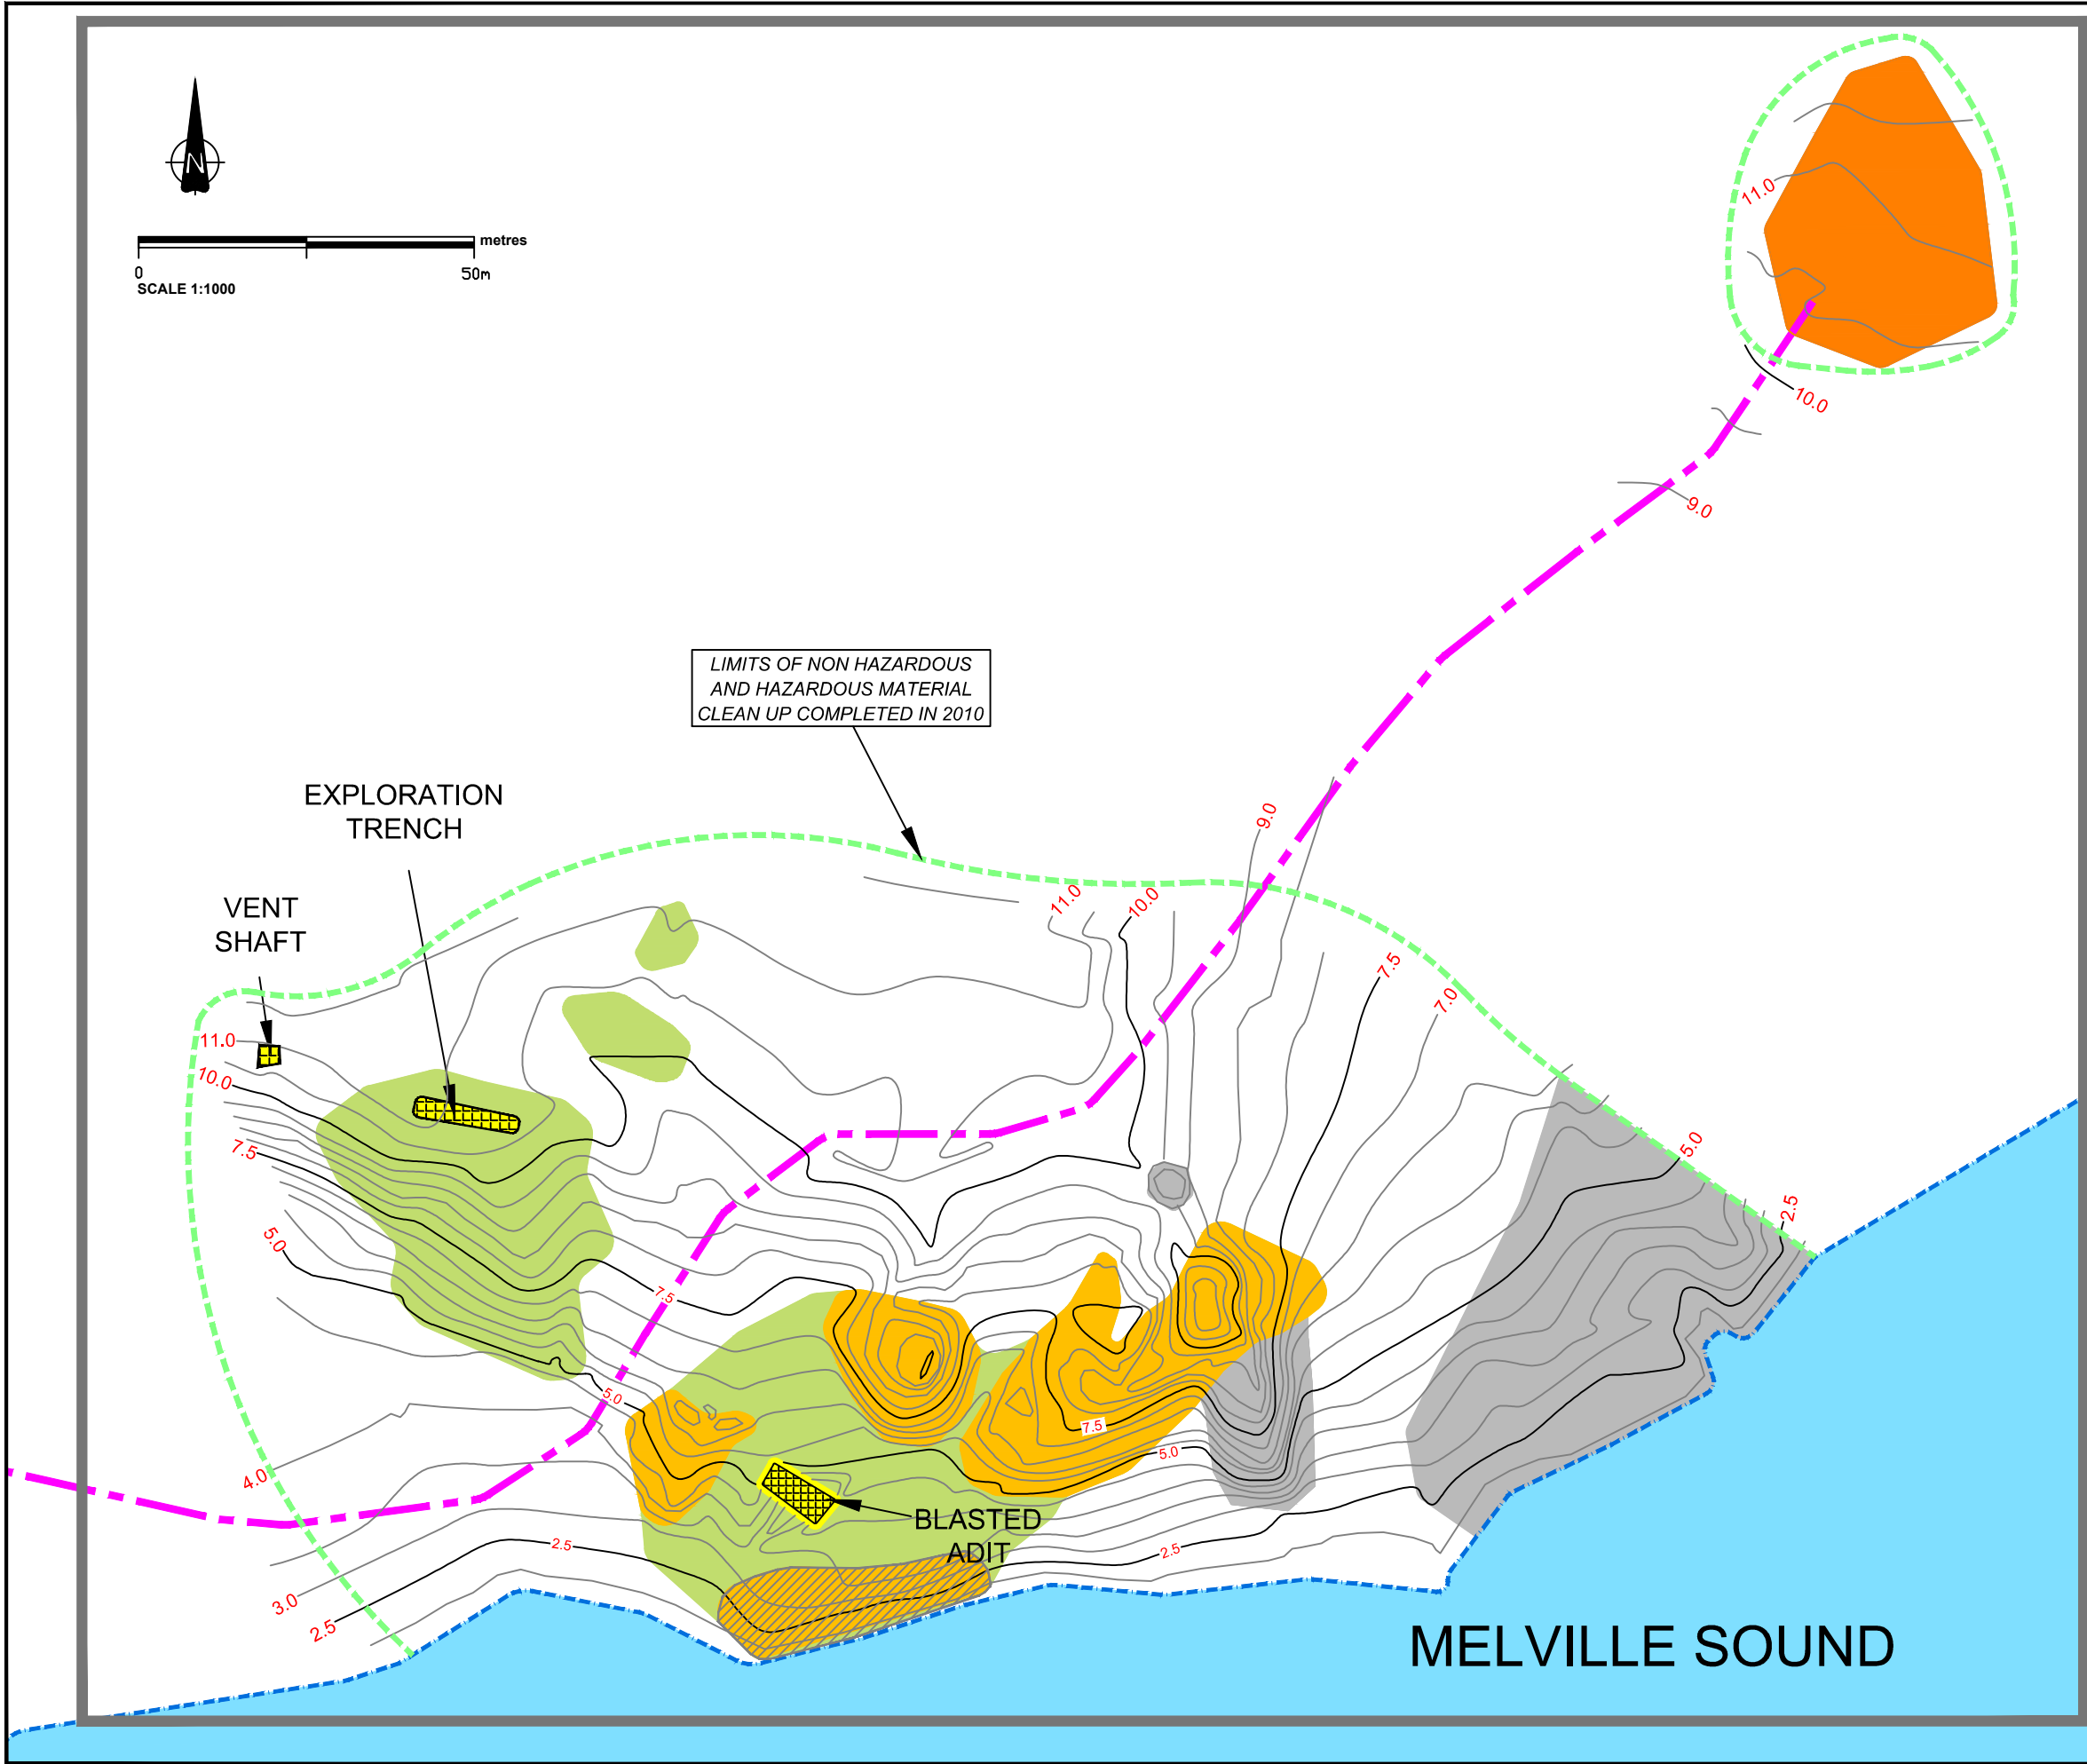 N
metres
0
50m
SCALE 1:1000
11.0
10.0
9.0
LIMITS OF NON HAZARDOUS
AND HAZARDOUS MATERIAL
CLEAN UP COMPLETED IN 2010
EXPLORATION
TRENCH
VENT
SHAFT
9.0
11.0
10.0
7.5
7.0
11.0
10.0
7.5
5.0
5.0
2.5
7.5
5.0
7.5
5.0
4.0
BLASTED
ADIT
2.5
2.5
3.0
2.5
MELVILLE SOUND